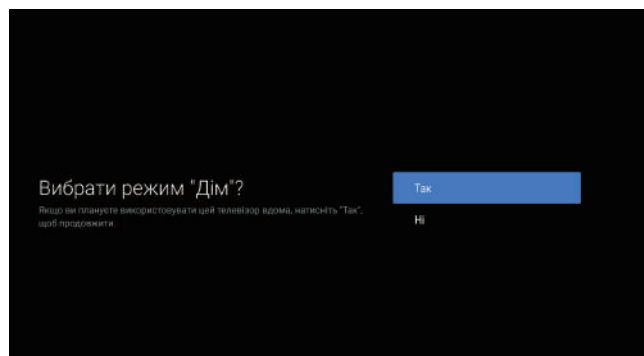 Вибрати режим "Дім"?
Якщо ви плануєте використовувати цей телевізор вдома, натисніть "Так",
щоб продовжити
Так
Ні